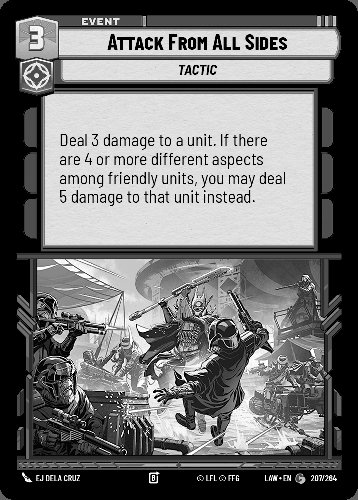 EVENT
3
ATTACK FROM ALL SIDES
TACTIC
Deal 3 damage to a unit. If there
are 4 or more different aspects
among friendly units, you may deal
5 damage to that unit instead.
EJ DELA CRUZ
© LFL © FFG
LAW • EN
207/264